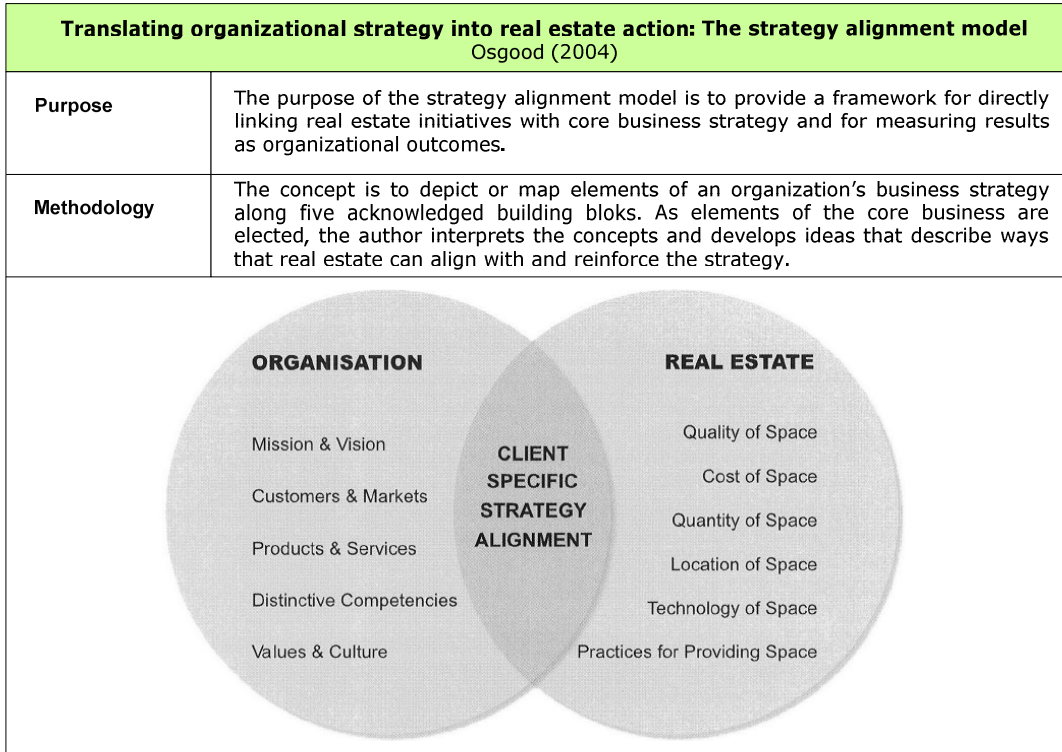 Translating organizational strategy into real estate action: The strategy alignment model
Osgood (2004)
Purpose
The purpose of the strategy alignment model is to provide a framework for directly
linking real estate initiatives with core business strategy and for measuring results
as organizational outcomes.
Methodology
The concept is to depict or map elements of an organization's business strategy
along five acknowledged building bloks. As elements of the core business are
elected, the author interprets the concepts and develops ideas that describe ways
that real estate can align with and reinforce the strategy.
ORGANISATION
Mission & Vision
Customers & Markets
Products & Services
Distinctive Competencies
Values & Culture
CLIENT
SPECIFIC
STRATEGY
ALIGNMENT
REAL ESTATE
Quality of Space
Cost of Space
Quantity of Space
Location of Space
Technology of Space
Practices for Providing Space